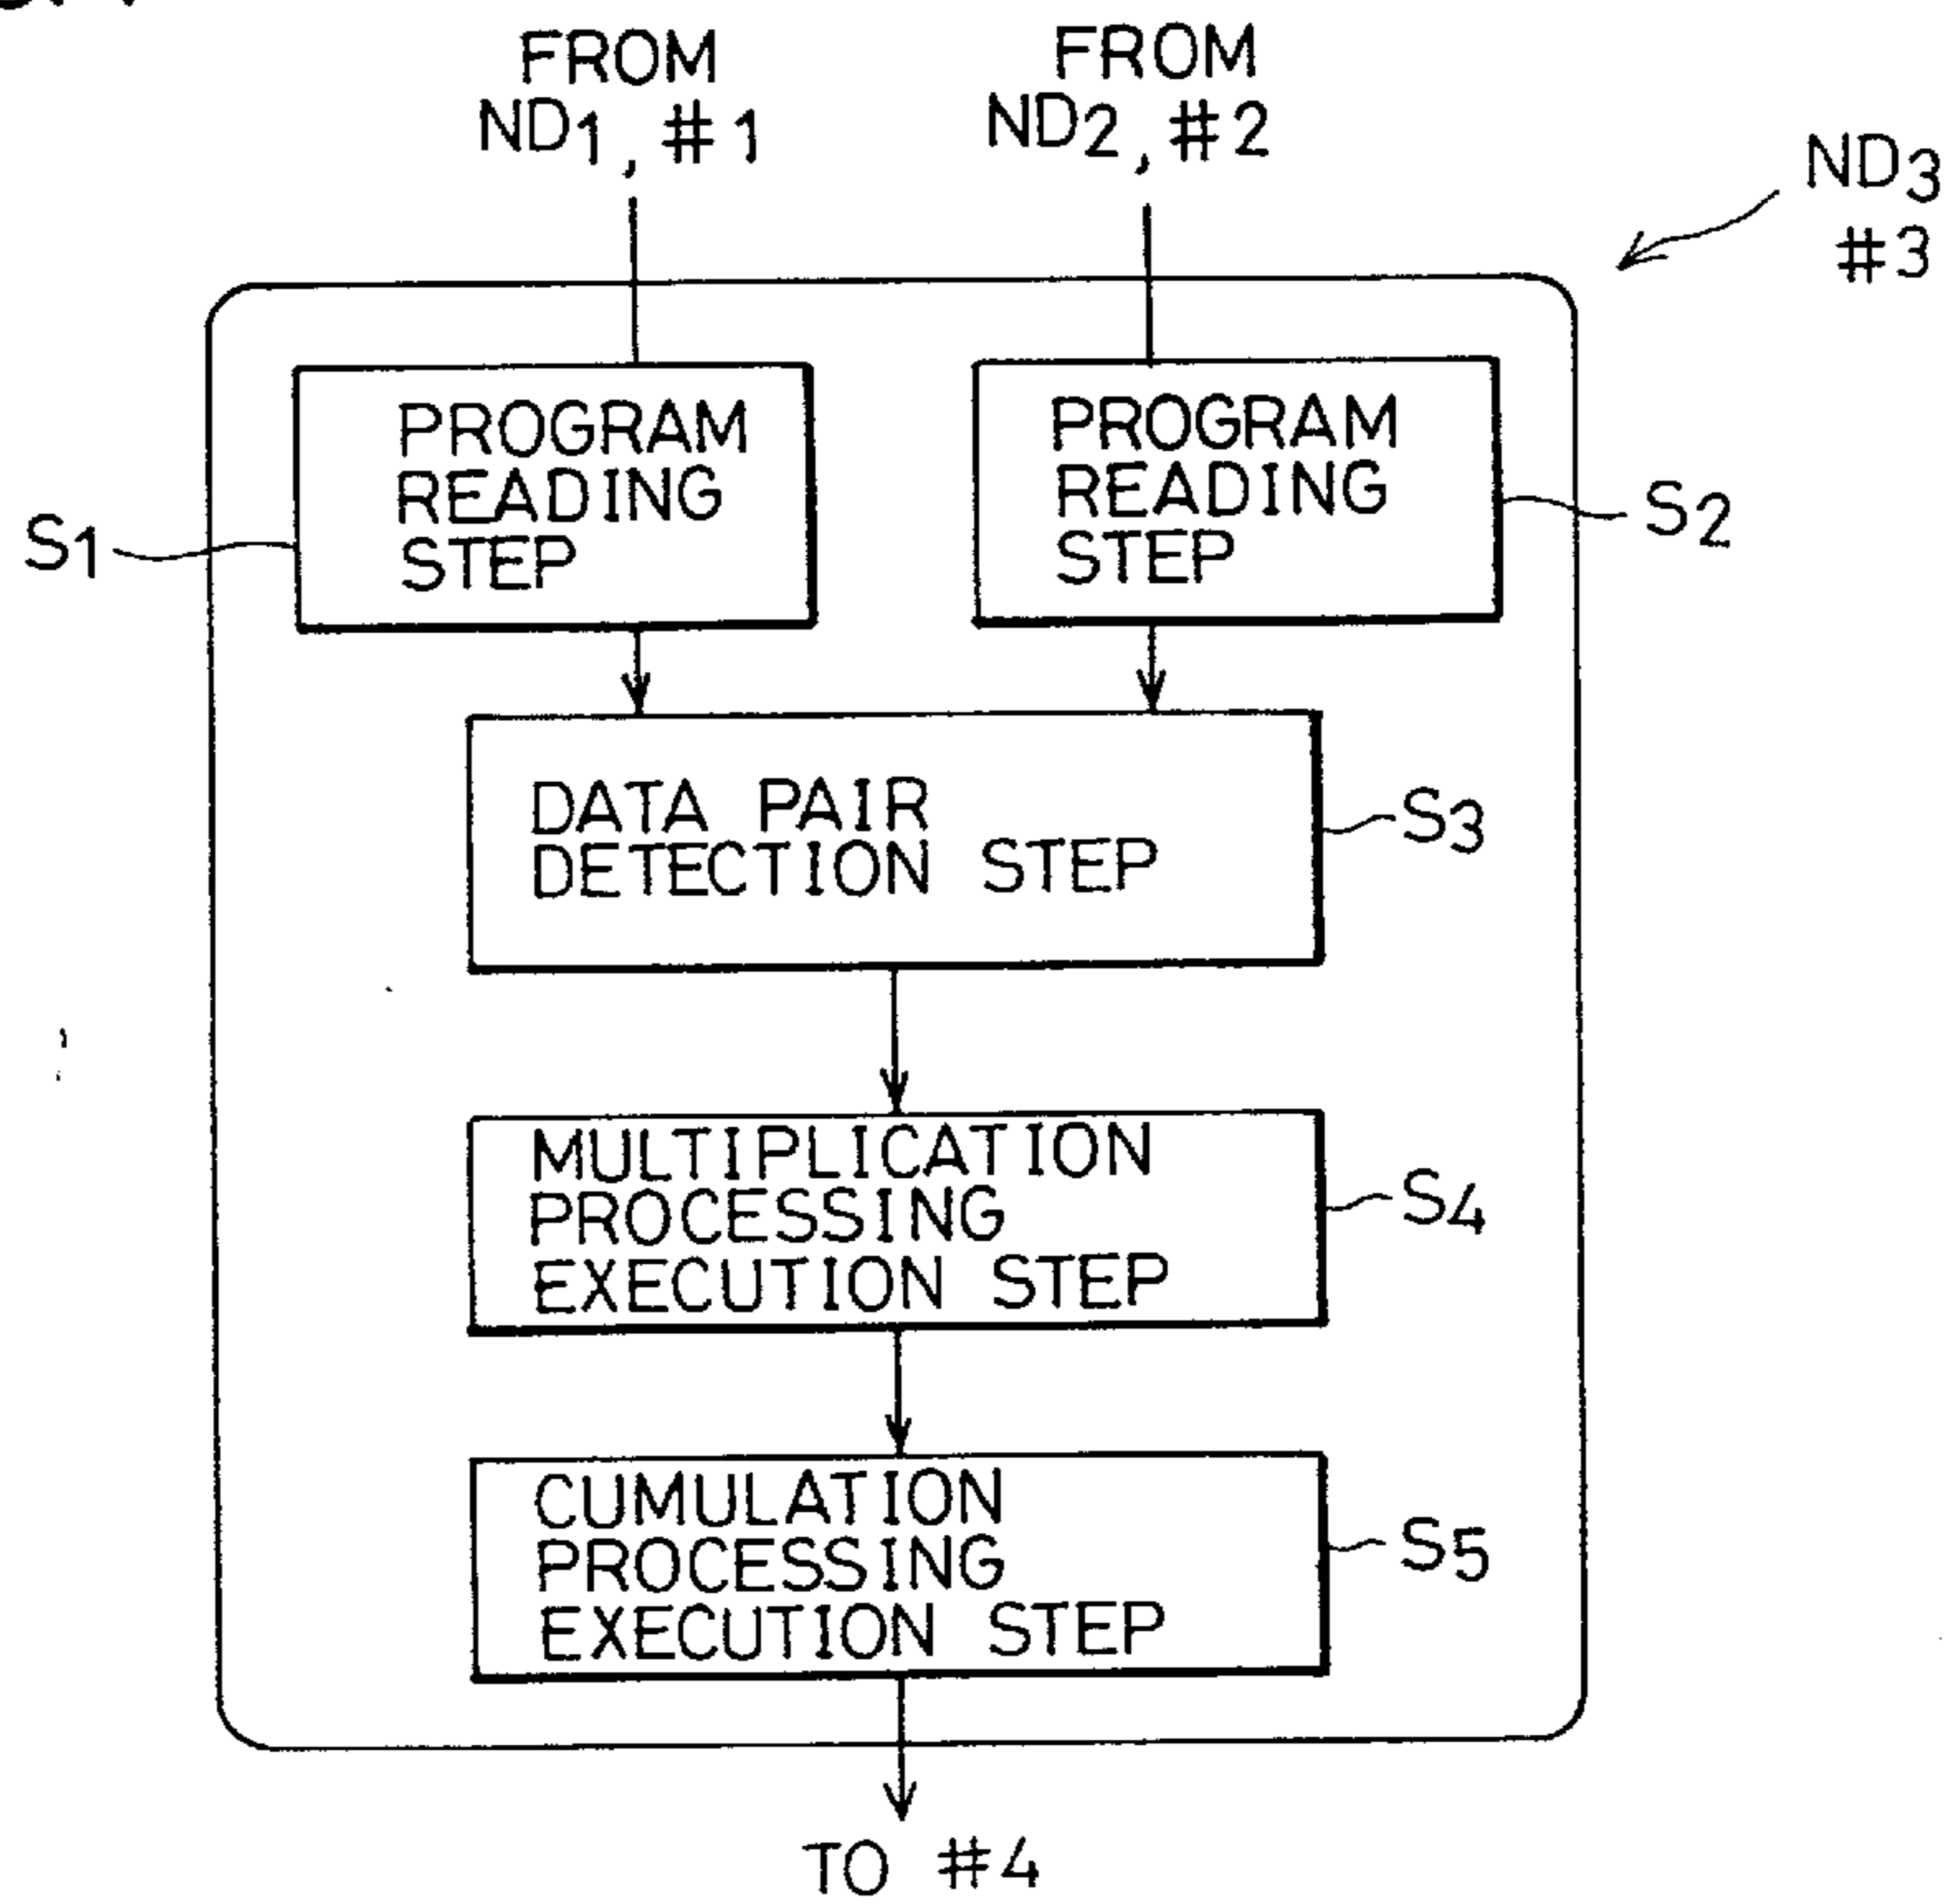 FROM
ND1, #1
FROM
ND2, #2
ND3
#3
PROGRAM
READING
STEP
PROGRAM
READING
STEP
S1
S2
DATA PAIR
DETECTION STEP
S3
MULTIPLICATION
PROCESSING
EXECUTION STEP
S4
CUMULATION
PROCESSING
EXECUTION STEP
S5
TO #4